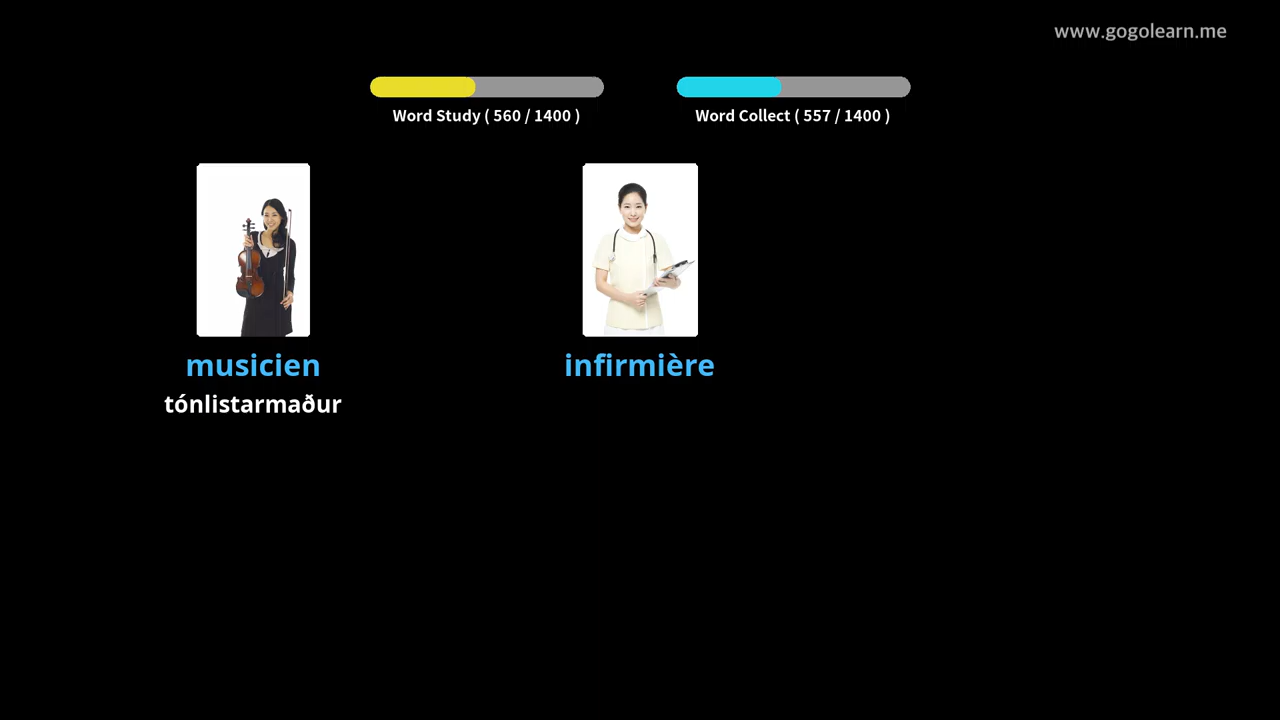 www.gogolearn.me
Word Study ( 560 / 1400 )
Word Collect ( 557 / 1400 )
musicien
infirmière
tónlistarmaður